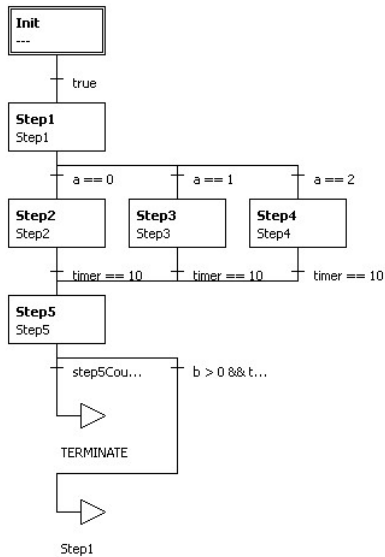 Init
---
true
Step1
Step1
a == 0
a == 1
a == 2
Step2
Step2
Step3
Step3
Step4
Step4
timer == 10
timer == 10
timer == 10
Step5
Step5
step5Cou...
b > 0 && t...
TERMINATE
Step1